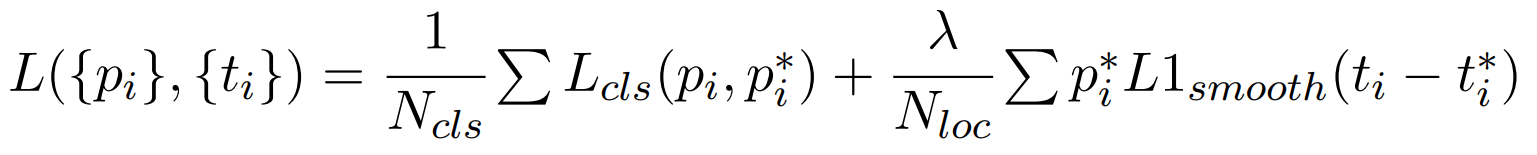 L(\{p_i\}, \{t_i\}) = \frac{1}{N_{cls}} \sum L_{cls}(p_i, p_i^*) + \frac{\lambda}{N_{loc}} \sum p_i^* L1_{smooth}(t_i - t_i^*)